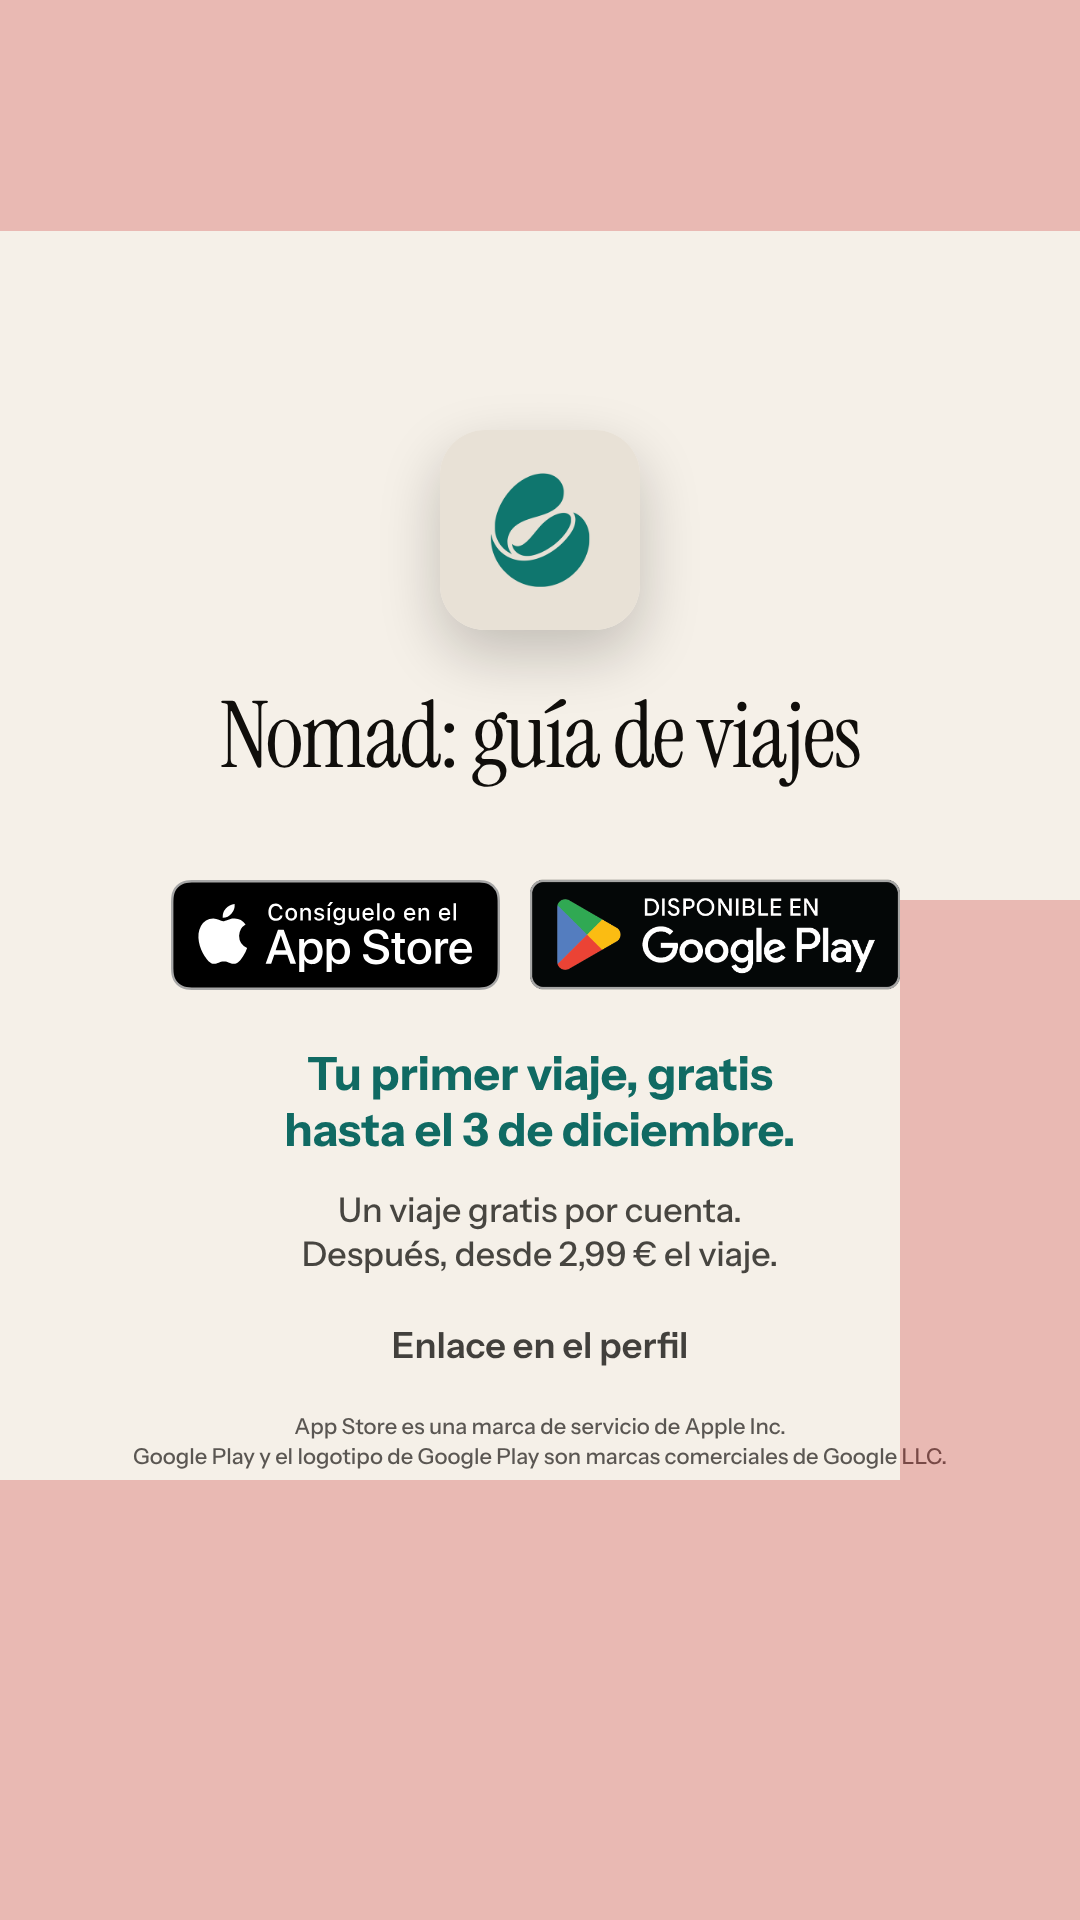 Nomad: guía de viajes
Consíguelo en el
App Store
DISPONIBLE EN
Google Play
Tu primer viaje, gratis
hasta el 3 de diciembre.
Un viaje gratis por cuenta.
Después, desde 2,99 € el viaje.
Enlace en el perfil
App Store es una marca de servicio de Apple Inc.
Google Play y el logotipo de Google Play son marcas comerciales de Google LLC.